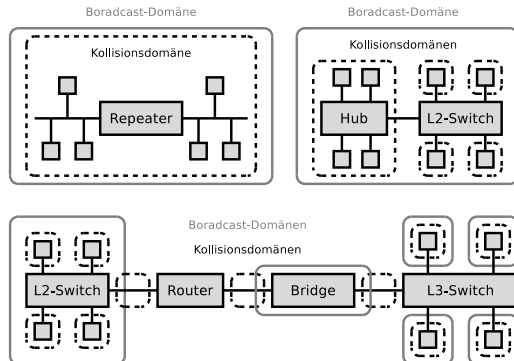 Boradcast-Domäne
Kollisionsdomäne
Repeater
Boradcast-Domäne
Kollisionsdomänen
Hub
L2-Switch
Boradcast-Domänen
Kollisionsdomänen
L2-Switch
Router
Bridge
L3-Switch